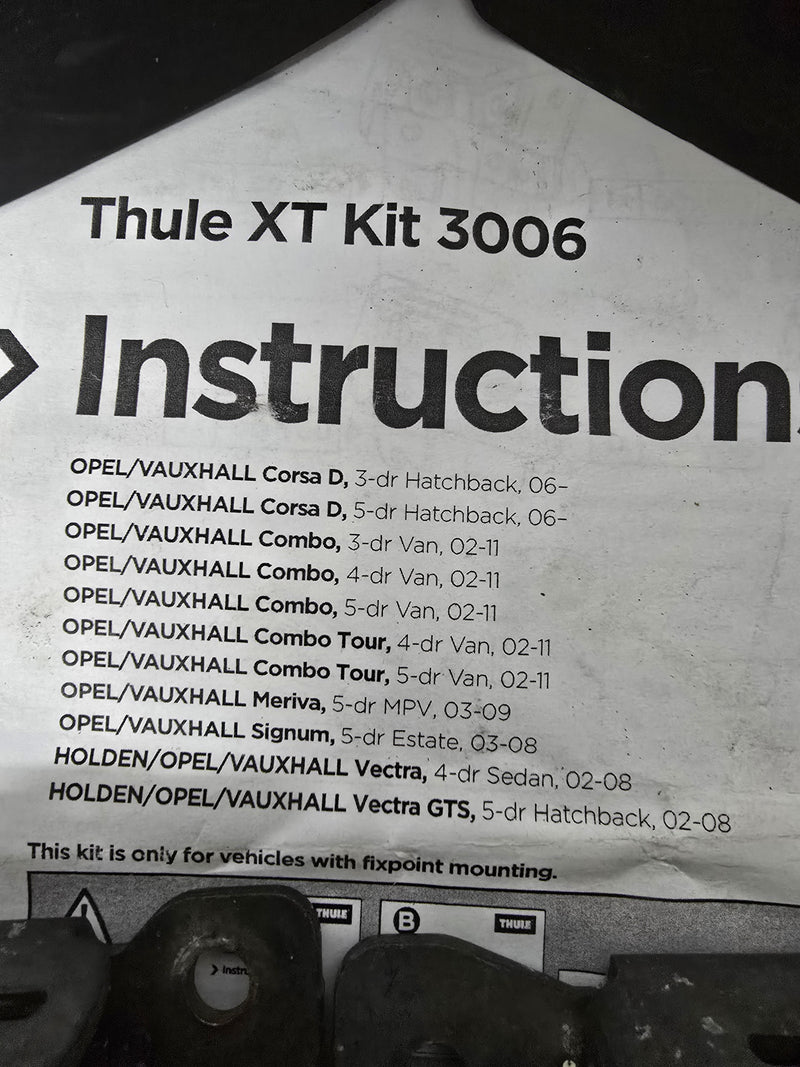 Thule XT Kit 3006
Instruction
OPEL/VAUXHALL Corsa D, 3-dr Hatchback, 06–
OPEL/VAUXHALL Corsa D, 5-dr Hatchback, 06–
OPEL/VAUXHALL Combo, 3-dr Van, 02-11
OPEL/VAUXHALL Combo, 4-dr Van, 02-11
OPEL/VAUXHALL Combo, 5-dr Van, 02-11
OPEL/VAUXHALL Combo Tour, 4-dr Van, 02-11
OPEL/VAUXHALL Combo Tour, 5-dr Van, 02-11
OPEL/VAUXHALL Meriva, 5-dr MPV, 03-09
OPEL/VAUXHALL Signum, 5-dr Estate, 03-08
HOLDEN/OPEL/VAUXHALL Vectra, 4-dr Sedan, 02-08
HOLDEN/OPEL/VAUXHALL Vectra GTS, 5-dr Hatchback, 02-08
This kit is only for vehicles with fixpoint mounting.
THULE
B THULE
Instr